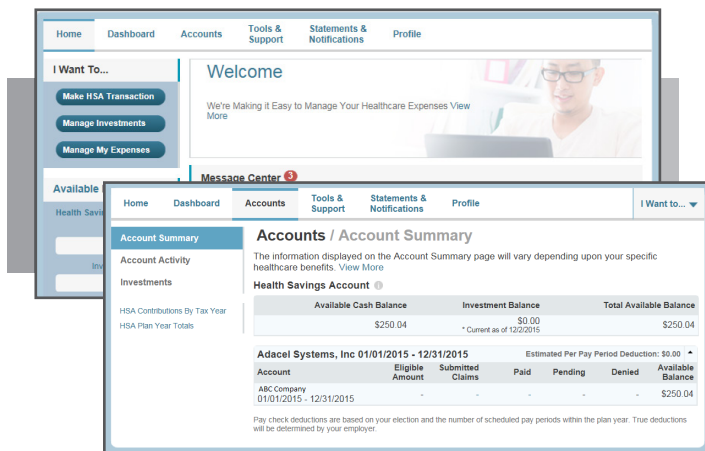 Home Dashboard Accounts Tools & Support Statements & Notifications Profile
I Want To...
Make HSA Transaction
Manage Investments
Manage My Expenses
Welcome
We're Making it Easy to Manage Your Healthcare Expenses View
More
Message Center 3
Available
Health Savi
Inv
Home Dashboard Accounts Tools & Support Statements & Notifications Profile I Want to...
Account Summary
Account Activity
Investments
HSA Contributions By Tax Year
HSA Plan Year Totals
Accounts / Account Summary
The information displayed on the Account Summary page will vary depending upon your specific
healthcare benefits. View More
Health Savings Account
Available Cash Balance Investment Balance Total Available Balance
$250.04 $0.00 $250.04
* Current as of 12/2/2015
Adacel Systems, Inc 01/01/2015 - 12/31/2015 Estimated Per Pay Period Deduction: $0.00
Account Eligible Amount Submitted Claims Paid Pending Denied Available Balance
ABC Company
01/01/2015 - 12/31/2015 - - - - - $250.04
Pay check deductions are based on your election and the number of scheduled pay periods within the plan year. True deductions
will be determined by your employer.